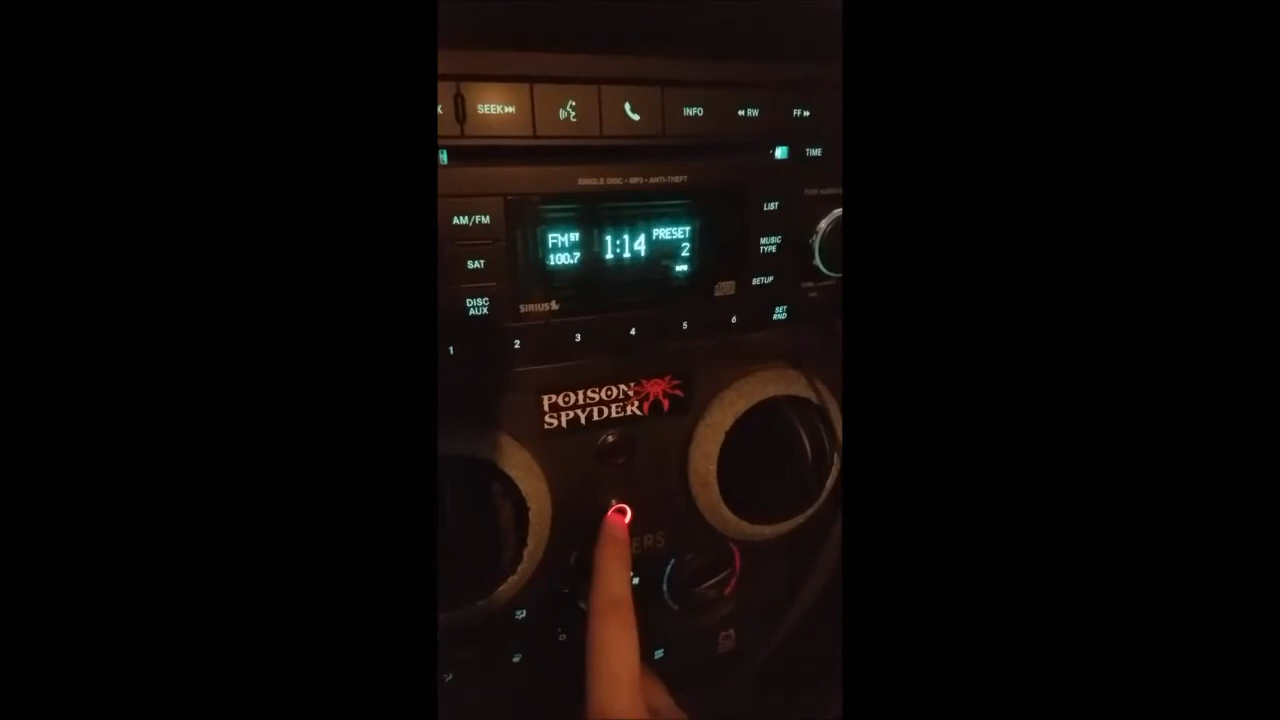 SEEK
INFO
RW
FF
TIME
SINGLE DISC • MP3 • ANTI-THEFT
AM/FM
SAT
DISC
AUX
FM ST
100.7
1:14
PRESET
2
LIST
MUSIC
TYPE
SETUP
SET
RND
SIRIUS
1
2
3
4
5
6
POISON
SPYDER
ERS